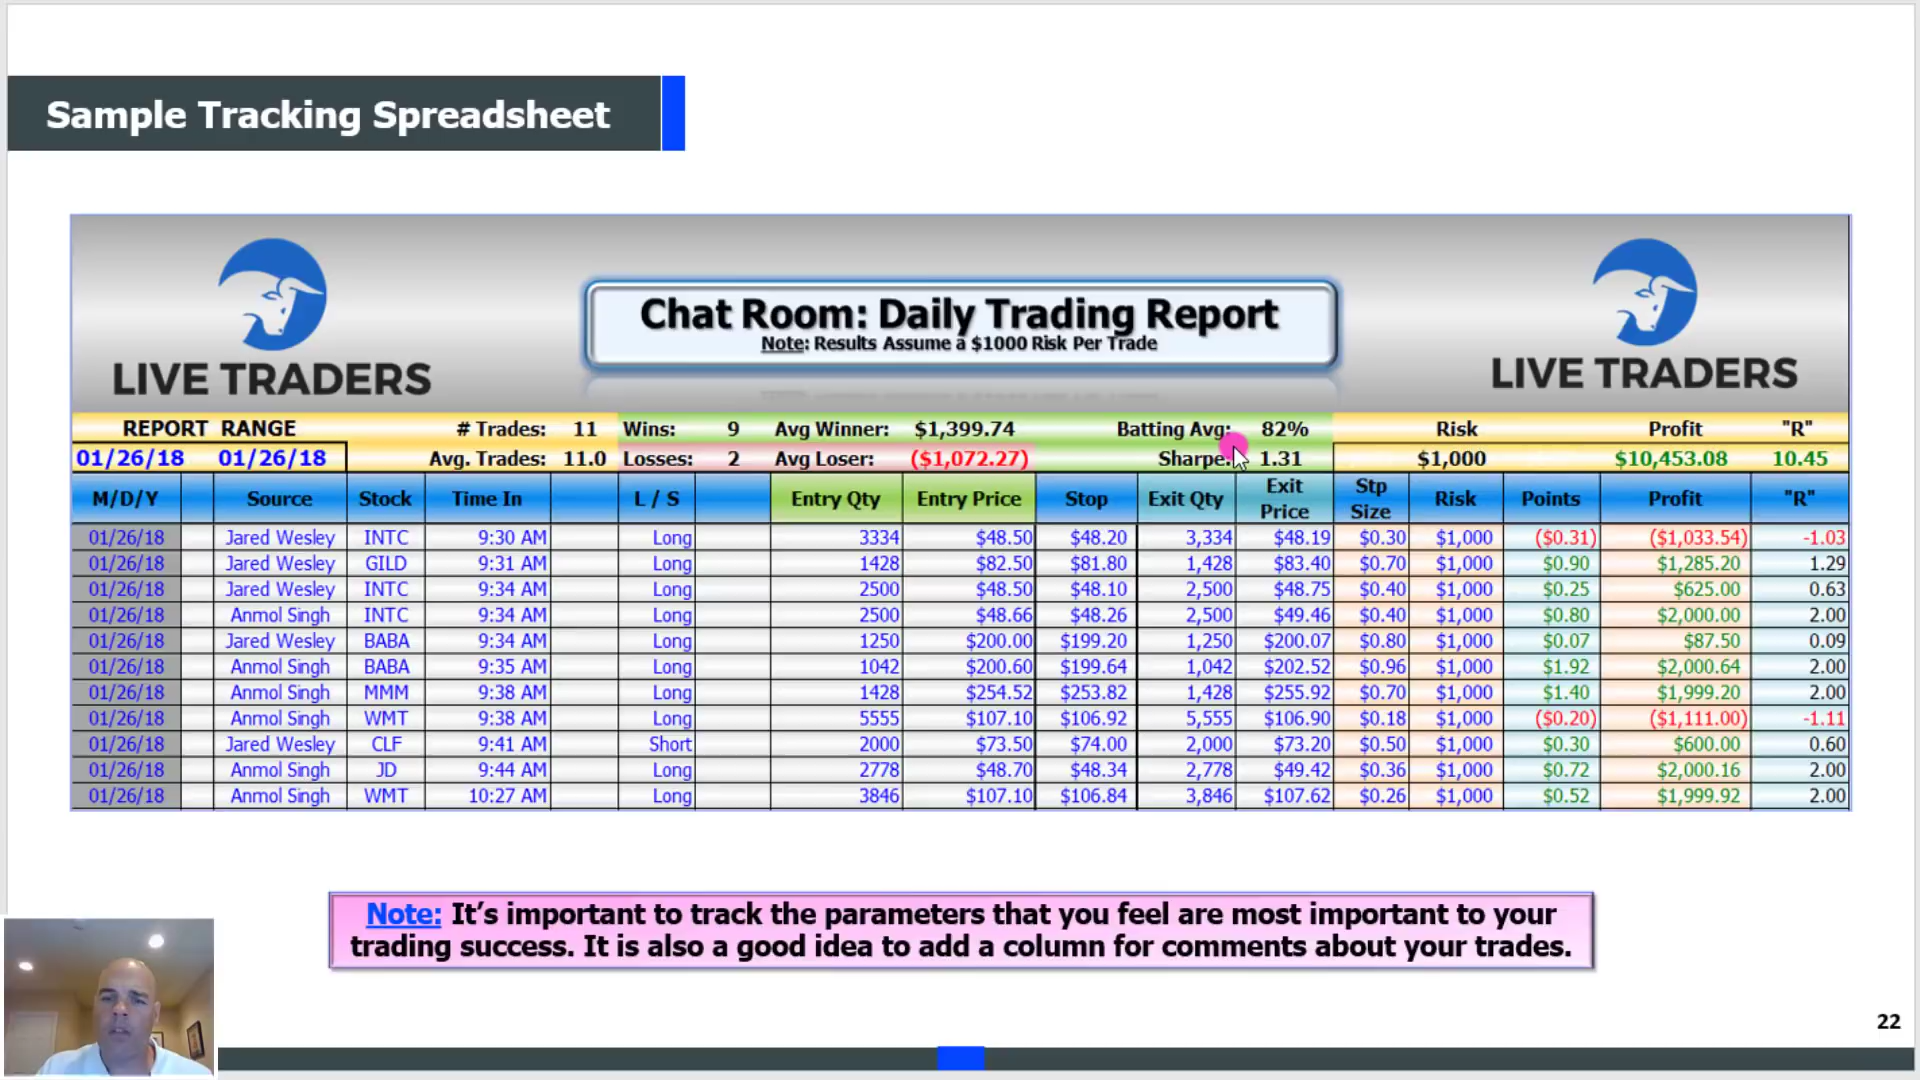 Sample Tracking Spreadsheet
LIVE TRADERS
Chat Room: Daily Trading Report
Note: Results Assume a $1000 Risk Per Trade
LIVE TRADERS
REPORT RANGE # Trades: 11 Wins: 9 Avg Winner: $1,399.74 Batting Avg: 82% Risk Profit "R"
01/26/18 01/26/18 Avg. Trades: 11.0 Losses: 2 Avg Loser: ($1,072.27) Sharpe: 1.31 $1,000 $10,453.08 10.45
M/D/Y Source Stock Time In L / S Entry Qty Entry Price Stop Exit Qty Exit Price Stp Size Risk Points Profit "R"
01/26/18 Jared Wesley INTC 9:30 AM Long 3334 $48.50 $48.20 3,334 $48.19 $0.30 $1,000 ($0.31) ($1,033.54) -1.03
01/26/18 Jared Wesley GILD 9:31 AM Long 1428 $82.50 $81.80 1,428 $83.40 $0.70 $1,000 $0.90 $1,285.20 1.29
01/26/18 Jared Wesley INTC 9:34 AM Long 2500 $48.50 $48.10 2,500 $48.75 $0.40 $1,000 $0.25 $625.00 0.63
01/26/18 Anmol Singh INTC 9:34 AM Long 2500 $48.66 $48.26 2,500 $49.46 $0.40 $1,000 $0.80 $2,000.00 2.00
01/26/18 Jared Wesley BABA 9:34 AM Long 1250 $200.00 $199.20 1,250 $200.07 $0.80 $1,000 $0.07 $87.50 0.09
01/26/18 Anmol Singh BABA 9:35 AM Long 1042 $200.60 $199.64 1,042 $202.52 $0.96 $1,000 $1.92 $2,000.64 2.00
01/26/18 Anmol Singh MMM 9:38 AM Long 1428 $254.52 $253.82 1,428 $255.92 $0.70 $1,000 $1.40 $1,999.20 2.00
01/26/18 Anmol Singh WMT 9:38 AM Long 5555 $107.10 $106.92 5,555 $106.90 $0.18 $1,000 ($0.20) ($1,111.00) -1.11
01/26/18 Jared Wesley CLF 9:41 AM Short 2000 $73.50 $74.00 2,000 $73.20 $0.50 $1,000 $0.30 $600.00 0.60
01/26/18 Anmol Singh JD 9:44 AM Long 2778 $48.70 $48.34 2,778 $49.42 $0.36 $1,000 $0.72 $2,000.16 2.00
01/26/18 Anmol Singh WMT 10:27 AM Long 3846 $107.10 $106.84 3,846 $107.62 $0.26 $1,000 $0.52 $1,999.92 2.00
Note: It’s important to track the parameters that you feel are most important to your
trading success. It is also a good idea to add a column for comments about your trades.
22